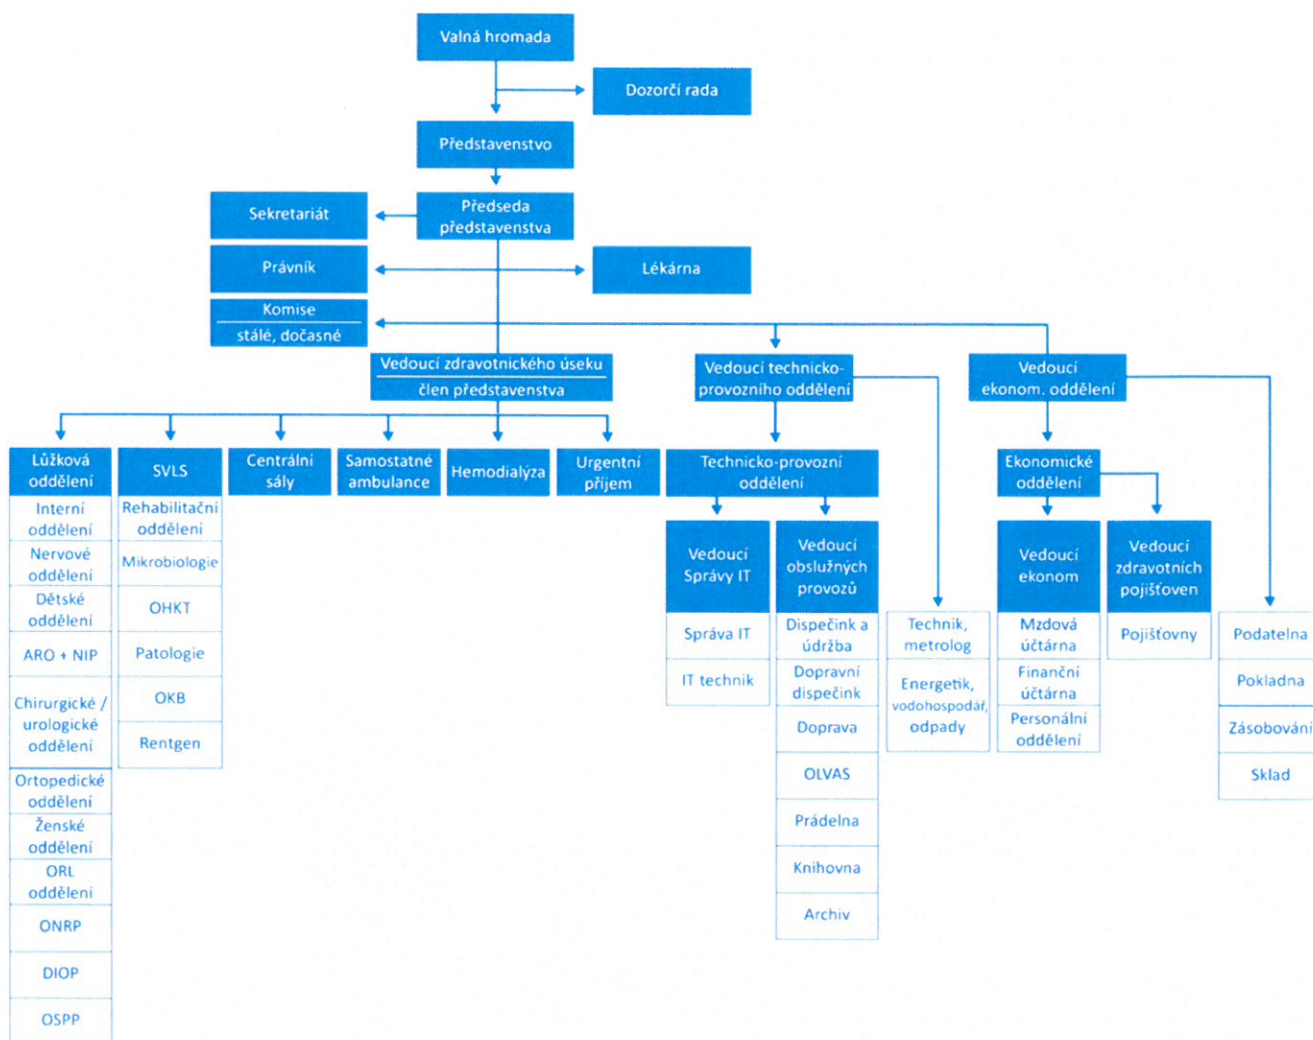 Valná hromada
Dozorčí rada
Představenstvo
Sekretariát
Předseda
představenstva
Právník
Lékárna
Komise
stálé, dočasné
Vedoucí zdravotnického úseku
člen představenstva
Vedoucí technicko-
provozního oddělení
Vedoucí
ekonom. oddělení
Lůžková
oddělení
SVLS
Centrální
sály
Samostatné
ambulance
Hemodialýza
Urgentní
příjem
Technicko-provozní
oddělení
Ekonomické
oddělení
Interní
oddělení
Nervové
oddělení
Dětské
oddělení
ARO + NIP
Chirurgické /
urologické
oddělení
Ortopedické
oddělení
Ženské
oddělení
ORL
oddělení
ONRP
DIOP
OSPP
Rehabilitační
oddělení
Mikrobiologie
OHKT
Patologie
OKB
Rentgen
Vedoucí
Správy IT
Správa IT
IT technik
Vedoucí
obslužných
provozů
Dispečink a
údržba
Dopravní
dispečink
Doprava
OLVAS
Prádelna
Knihovna
Archiv
Technik,
metrolog
Energetik,
vodohospodář,
odpady
Vedoucí
ekonom
Mzdová
účtárna
Finanční
účtárna
Personální
oddělení
Vedoucí
zdravotních
pojišťoven
Pojišťovny
Podatelna
Pokladna
Zásobování
Sklad